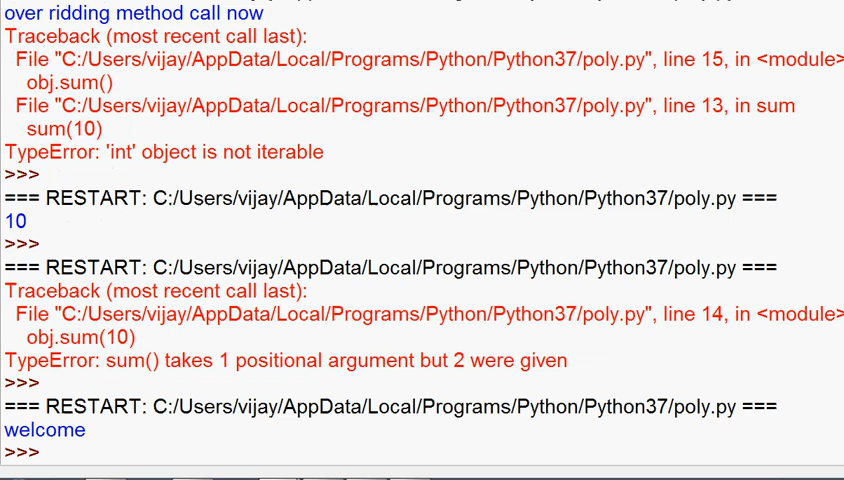 over ridding method call now
Traceback (most recent call last):
File "C:/Users/vijay/AppData/Local/Programs/Python/Python37/poly.py", line 15, in <module>
obj.sum()
File "C:/Users/vijay/AppData/Local/Programs/Python/Python37/poly.py", line 13, in sum
sum(10)
TypeError: 'int' object is not iterable
>>>
=== RESTART: C:/Users/vijay/AppData/Local/Programs/Python/Python37/poly.py ===
10
>>>
=== RESTART: C:/Users/vijay/AppData/Local/Programs/Python/Python37/poly.py ===
Traceback (most recent call last):
File "C:/Users/vijay/AppData/Local/Programs/Python/Python37/poly.py", line 14, in <module>
obj.sum(10)
TypeError: sum() takes 1 positional argument but 2 were given
>>>
=== RESTART: C:/Users/vijay/AppData/Local/Programs/Python/Python37/poly.py ===
welcome
>>>